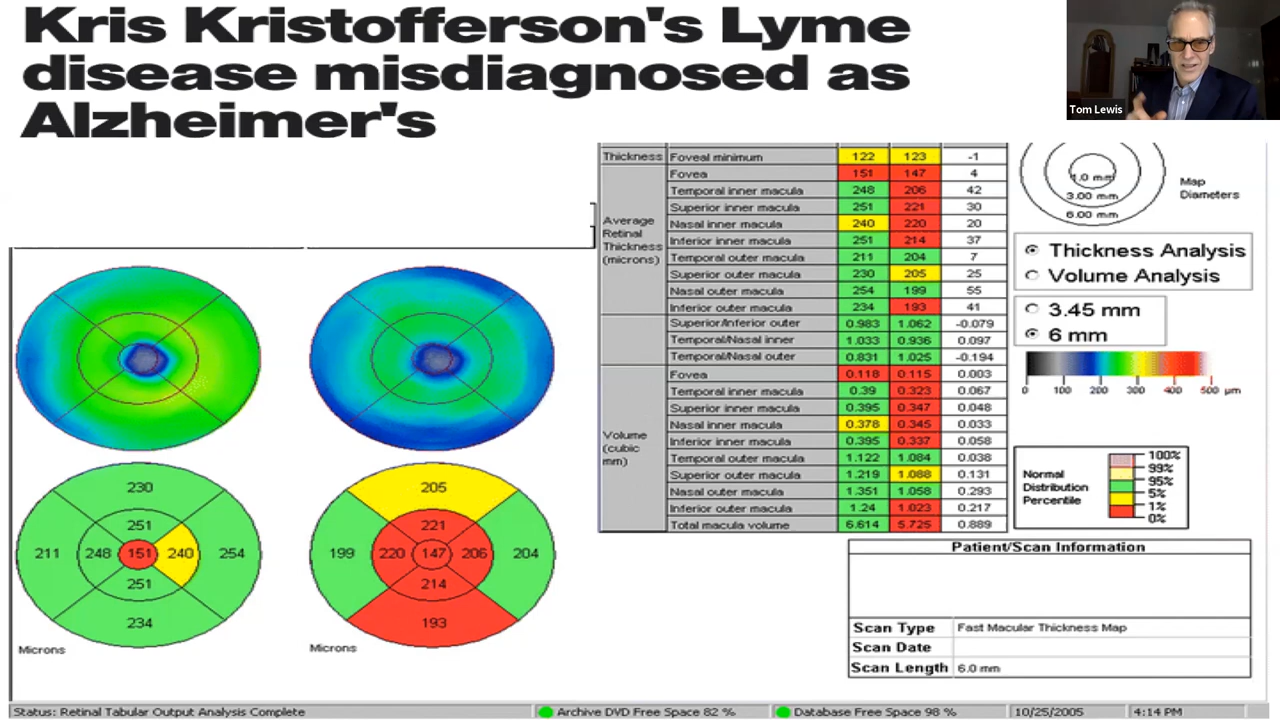 Kris Kristofferson's Lyme
disease misdiagnosed as
Alzheimer's
Tom Lewis
Thickness Foveal minimum 122 123 -1
Average
Retinal
Thickness
(microns)
Fovea 151 147 4
Temporal inner macula 248 206 42
Superior inner macula 251 221 30
Nasal inner macula 240 220 20
Inferior inner macula 251 214 37
Temporal outer macula 211 204 7
Superior outer macula 230 205 25
Nasal outer macula 254 199 55
Inferior outer macula 234 193 41
Superior/Inferior outer 0.983 1.062 -0.079
Temporal/Nasal inner 1.033 0.936 0.097
Temporal/Nasal outer 0.831 1.025 -0.194
Volume
(cubic
mm)
Fovea 0.118 0.115 0.003
Temporal inner macula 0.39 0.323 0.067
Superior inner macula 0.395 0.347 0.048
Nasal inner macula 0.378 0.345 0.033
Inferior inner macula 0.395 0.337 0.058
Temporal outer macula 1.122 1.084 0.038
Superior outer macula 1.219 1.088 0.131
Nasal outer macula 1.351 1.058 0.293
Inferior outer macula 1.24 1.023 0.217
Total macula volume 6.614 5.725 0.889
1.0 mm
3.00 mm
6.00 mm
Map
Diameters
Thickness Analysis
Volume Analysis
3.45 mm
6 mm
0 100 200 300 400 500 µm
Normal
Distribution
Percentile
100%
99%
95%
5%
1%
0%
230
251
211 248 151 240 254
251
234
Microns
205
221
199 220 147 206 204
214
193
Microns
Patient/Scan Information
Scan Type Fast Macular Thickness Map
Scan Date
Scan Length 6.0 mm
Status: Retinal Tabular Output Analysis Complete
Archive DVD Free Space 82 %
Database Free Space 98 %
10/25/2005
4:14 PM